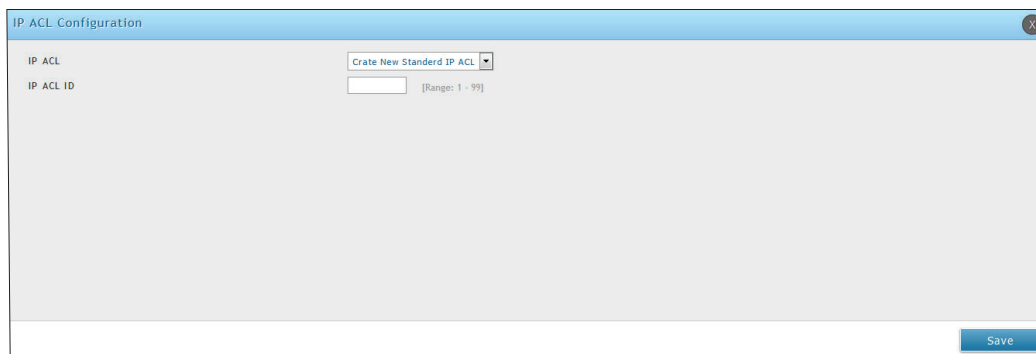 IP ACL Configuration
X
IP ACL Crate New Standerd IP ACL
IP ACL ID [Range: 1 - 99]
Save